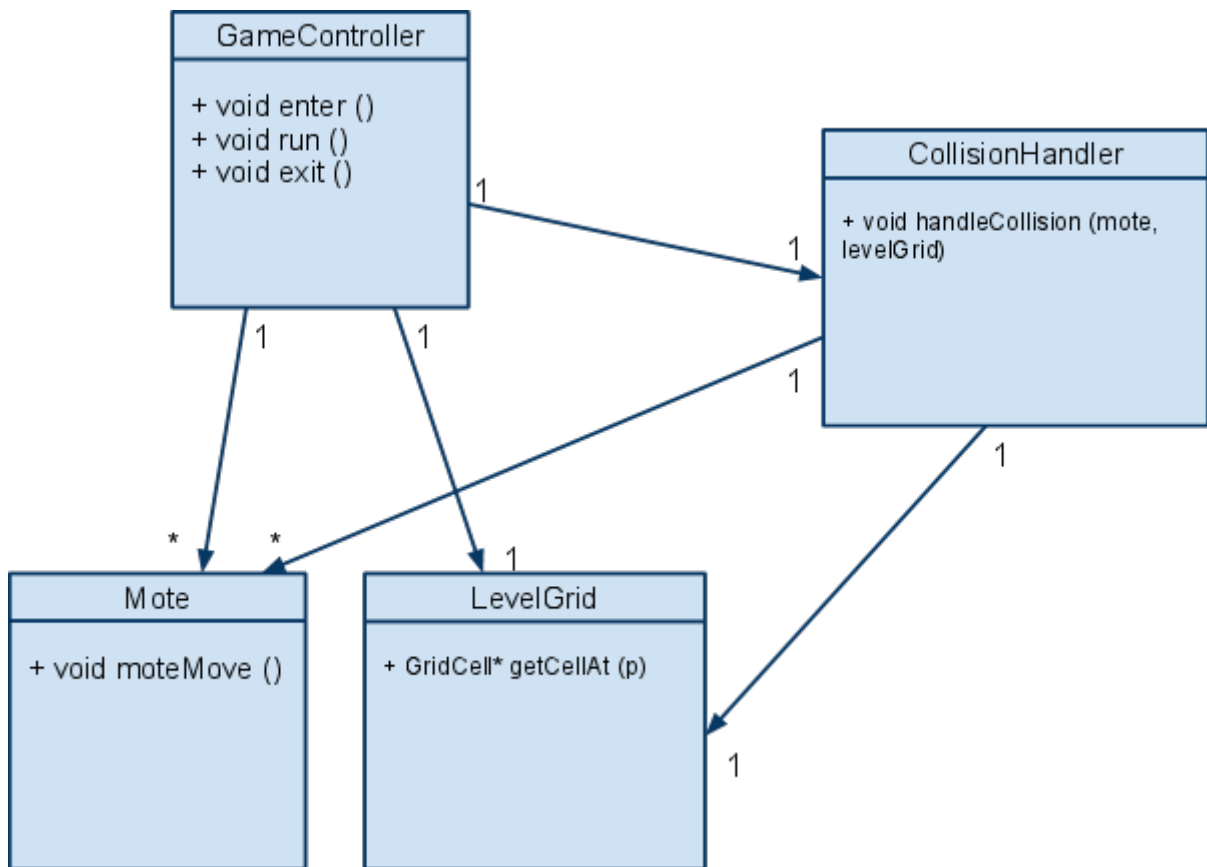 GameController
+ void enter ()
+ void run ()
+ void exit ()
CollisionHandler
+ void handleCollision (mote,
levelGrid)
1
1
1
1
1
1
*
*
1
1
Mote
+ void moteMove ()
LevelGrid
+ GridCell* getCellAt (p)